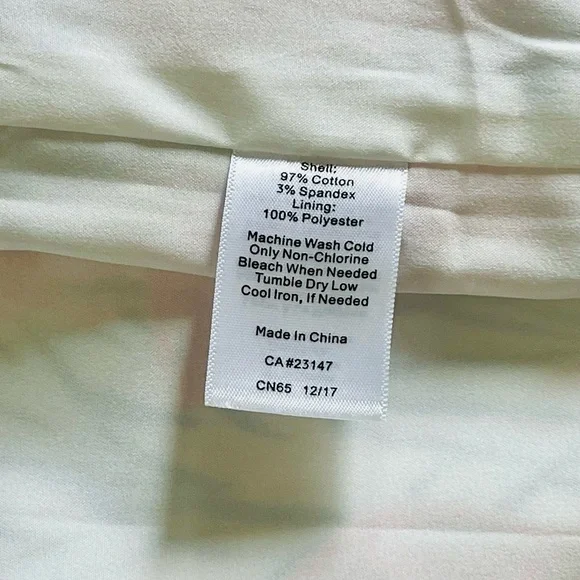 Shell:
97% Cotton
3% Spandex
Lining:
100% Polyester
Machine Wash Cold
Only Non-Chlorine
Bleach When Needed
Tumble Dry Low
Cool Iron, If Needed
Made In China
CA#23147
CN65 12/17